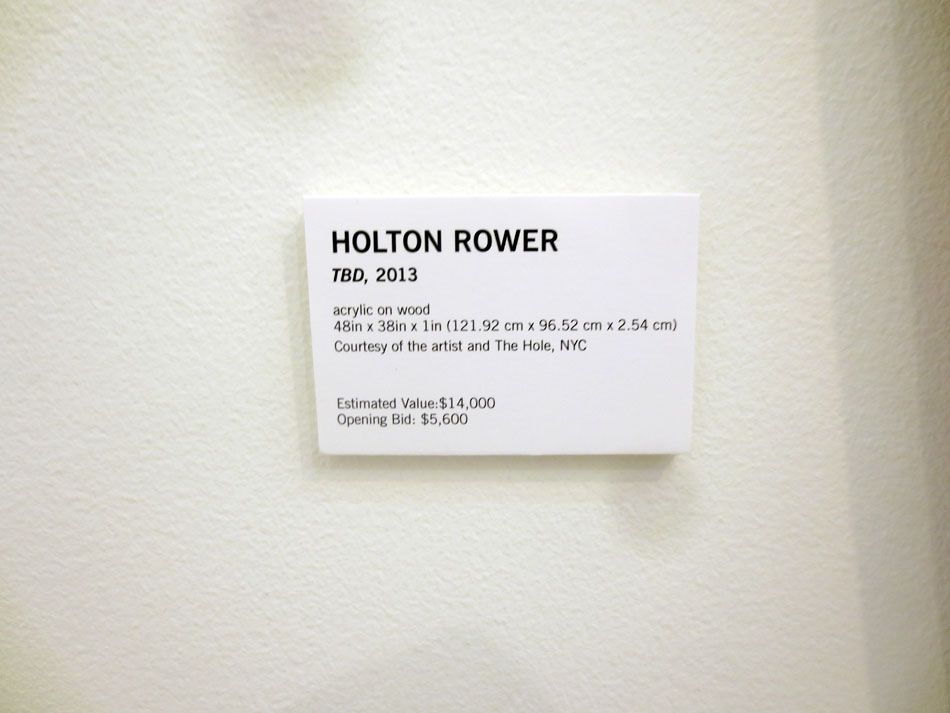 HOLTON ROWER
TBD, 2013
acrylic on wood
48in x 38in x 1in (121.92 cm x 96.52 cm x 2.54 cm)
Courtesy of the artist and The Hole, NYC
Estimated Value:$14,000
Opening Bid: $5,600